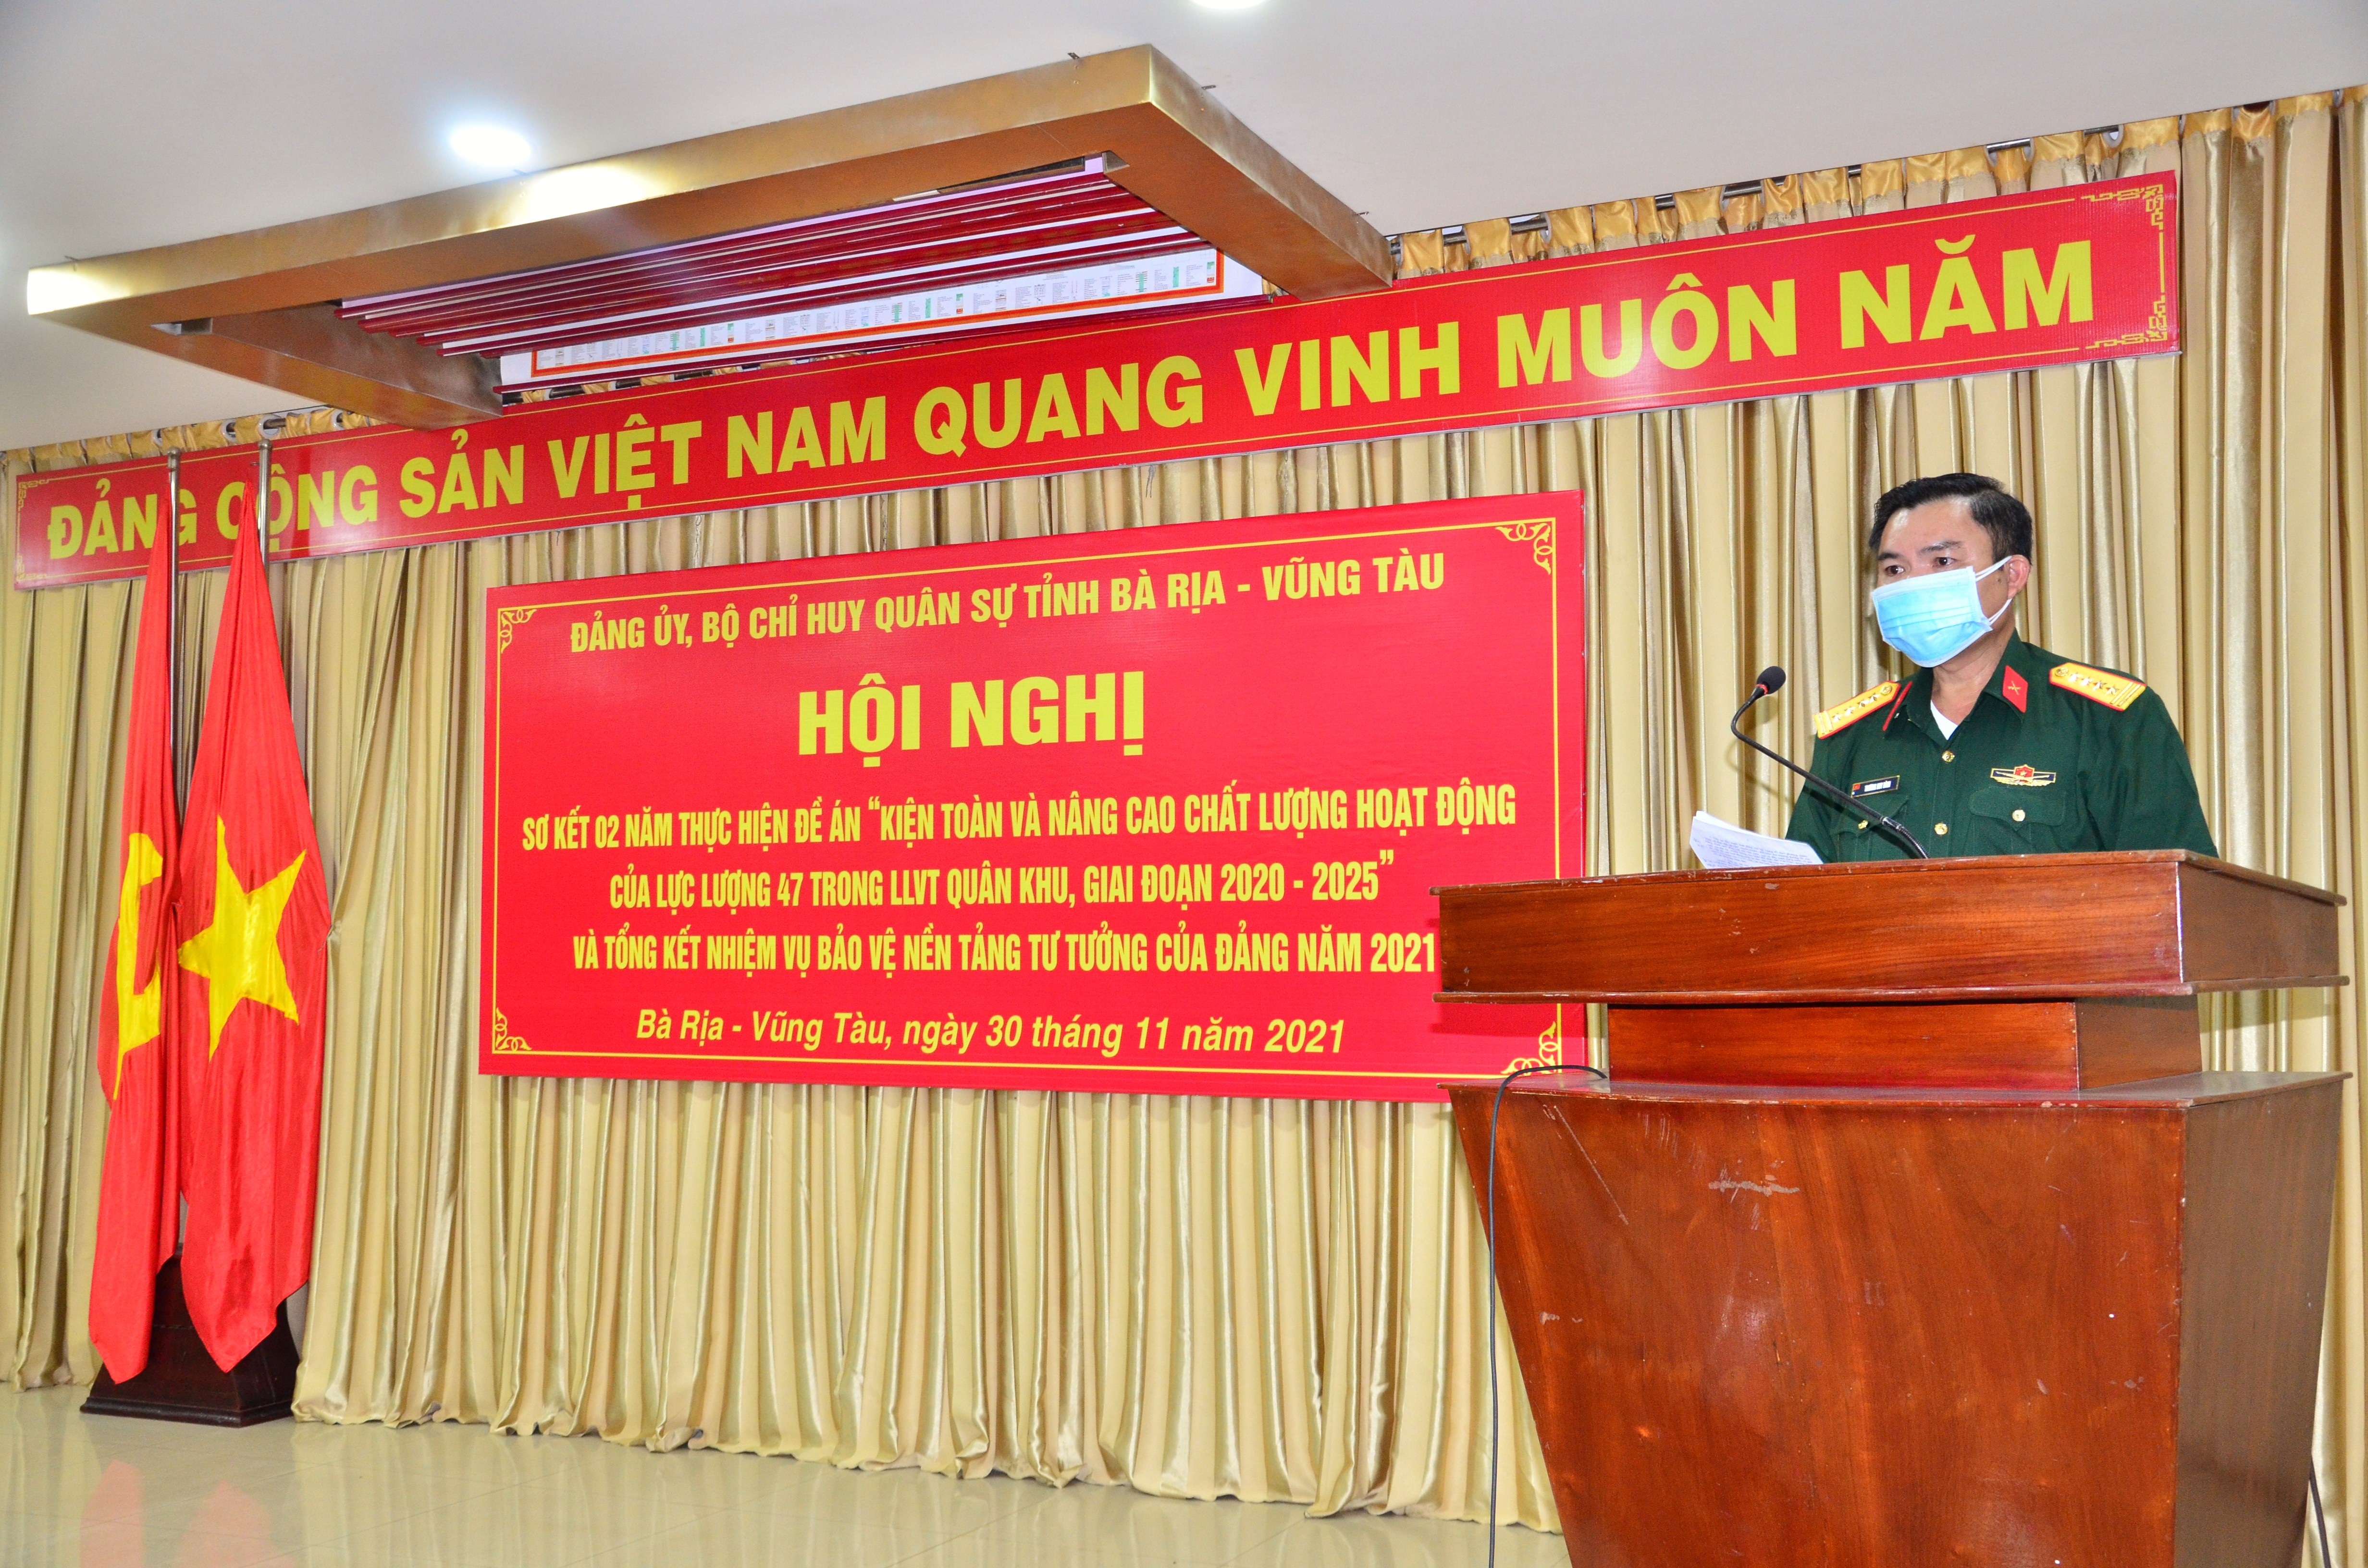 ĐẢNG CỘNG SẢN VIỆT NAM QUANG VINH MUÔN NĂM
ĐẢNG ỦY, BỘ CHỈ HUY QUÂN SỰ TỈNH BÀ RỊA - VŨNG TÀU
HỘI NGHỊ
SƠ KẾT 02 NĂM THỰC HIỆN ĐỀ ÁN “KIỆN TOÀN VÀ NÂNG CAO CHẤT LƯỢNG HOẠT ĐỘNG
CỦA LỰC LƯỢNG 47 TRONG LLVT QUÂN KHU, GIAI ĐOẠN 2020 - 2025”
VÀ TỔNG KẾT NHIỆM VỤ BẢO VỆ NỀN TẢNG TƯ TƯỞNG CỦA ĐẢNG NĂM 2021
Bà Rịa - Vũng Tàu, ngày 30 tháng 11 năm 2021